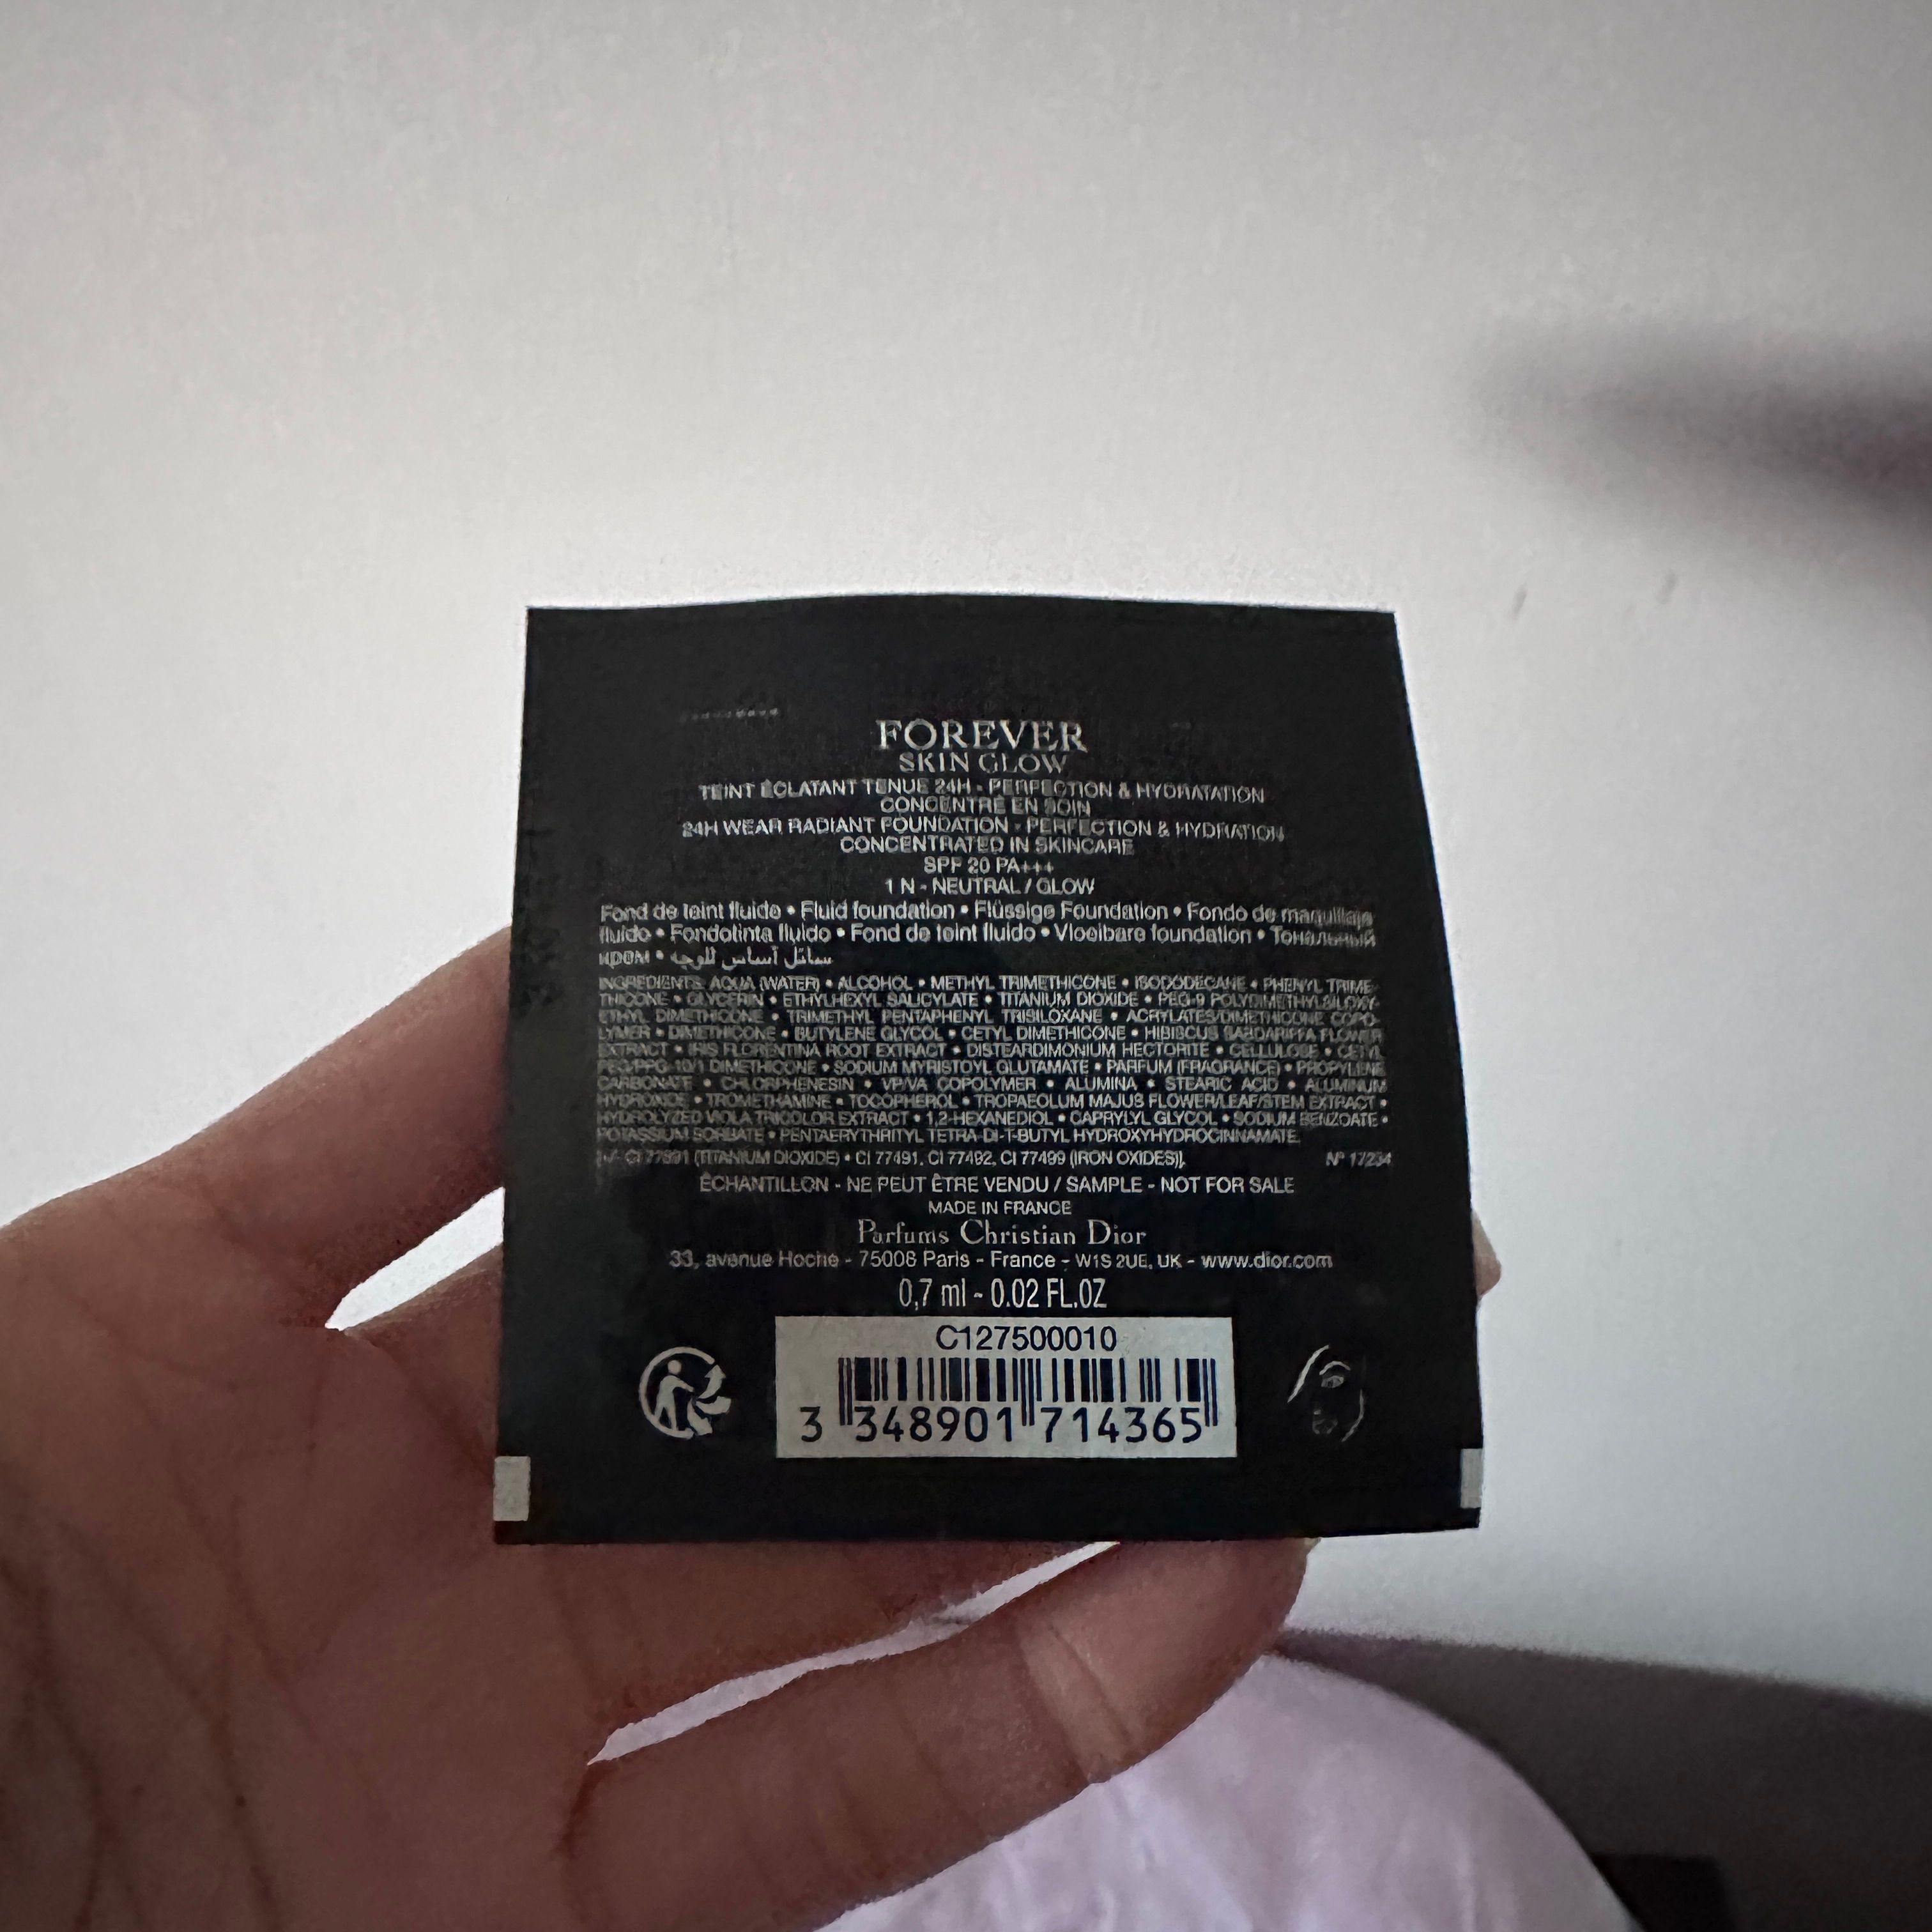 FOREVER
SKIN GLOW
TEINT ÉCLATANT TENUE 24H - PERFECTION & HYDRATATION
CONCENTRÉ EN SOIN
24H WEAR RADIANT FOUNDATION - PERFECTION & HYDRATION
CONCENTRATED IN SKINCARE
SPF 20 PA+++
1 N - NEUTRAL / GLOW
Fond de teint fluide • Fluid foundation • Flüssige Foundation • Fondo de maquillaje
fluido • Fondotinta fluido • Fond de teint fluido • Vloeibare foundation • Тональный
крем • سائل أساس للوجه
INGREDIENTS: AQUA (WATER) • ALCOHOL • METHYL TRIMETHICONE • ISODODECANE • PHENYL TRIME-
THICONE • GLYCERIN • ETHYLHEXYL SALICYLATE • TITANIUM DIOXIDE • PEG-9 POLYDIMETHYLSILOXY-
ETHYL DIMETHICONE • TRIMETHYL PENTAPHENYL TRISILOXANE • ACRYLATES/DIMETHICONE COPO-
LYMER • DIMETHICONE • BUTYLENE GLYCOL • CETYL DIMETHICONE • HIBISCUS SABDARIFFA FLOWER
EXTRACT • IRIS FLORENTINA ROOT EXTRACT • DISTEARDIMONIUM HECTORITE • CELLULOSE • CETYL
PEG/PPG-10/1 DIMETHICONE • SODIUM MYRISTOYL GLUTAMATE • PARFUM (FRAGRANCE) • PROPYLENE
CARBONATE • CHLORPHENESIN • VP/VA COPOLYMER • ALUMINA • STEARIC ACID • ALUMINUM
HYDROXIDE • TROMETHAMINE • TOCOPHEROL • TROPAEOLUM MAJUS FLOWER/LEAF/STEM EXTRACT •
HYDROLYZED VIOLA TRICOLOR EXTRACT • 1,2-HEXANEDIOL • CAPRYLYL GLYCOL • SODIUM BENZOATE •
POTASSIUM SORBATE • PENTAERYTHRITYL TETRA-DI-T-BUTYL HYDROXYHYDROCINNAMATE.
[+/- CI 77891 (TITANIUM DIOXIDE) • CI 77491, CI 77492, CI 77499 (IRON OXIDES)]. N° 17234
ÉCHANTILLON - NE PEUT ÊTRE VENDU / SAMPLE - NOT FOR SALE
MADE IN FRANCE
Parfums Christian Dior
33, avenue Hoche - 75008 Paris - France - W1S 2UE, UK - www.dior.com
0,7 ml - 0.02 FL.OZ
C127500010
3 348901 714365